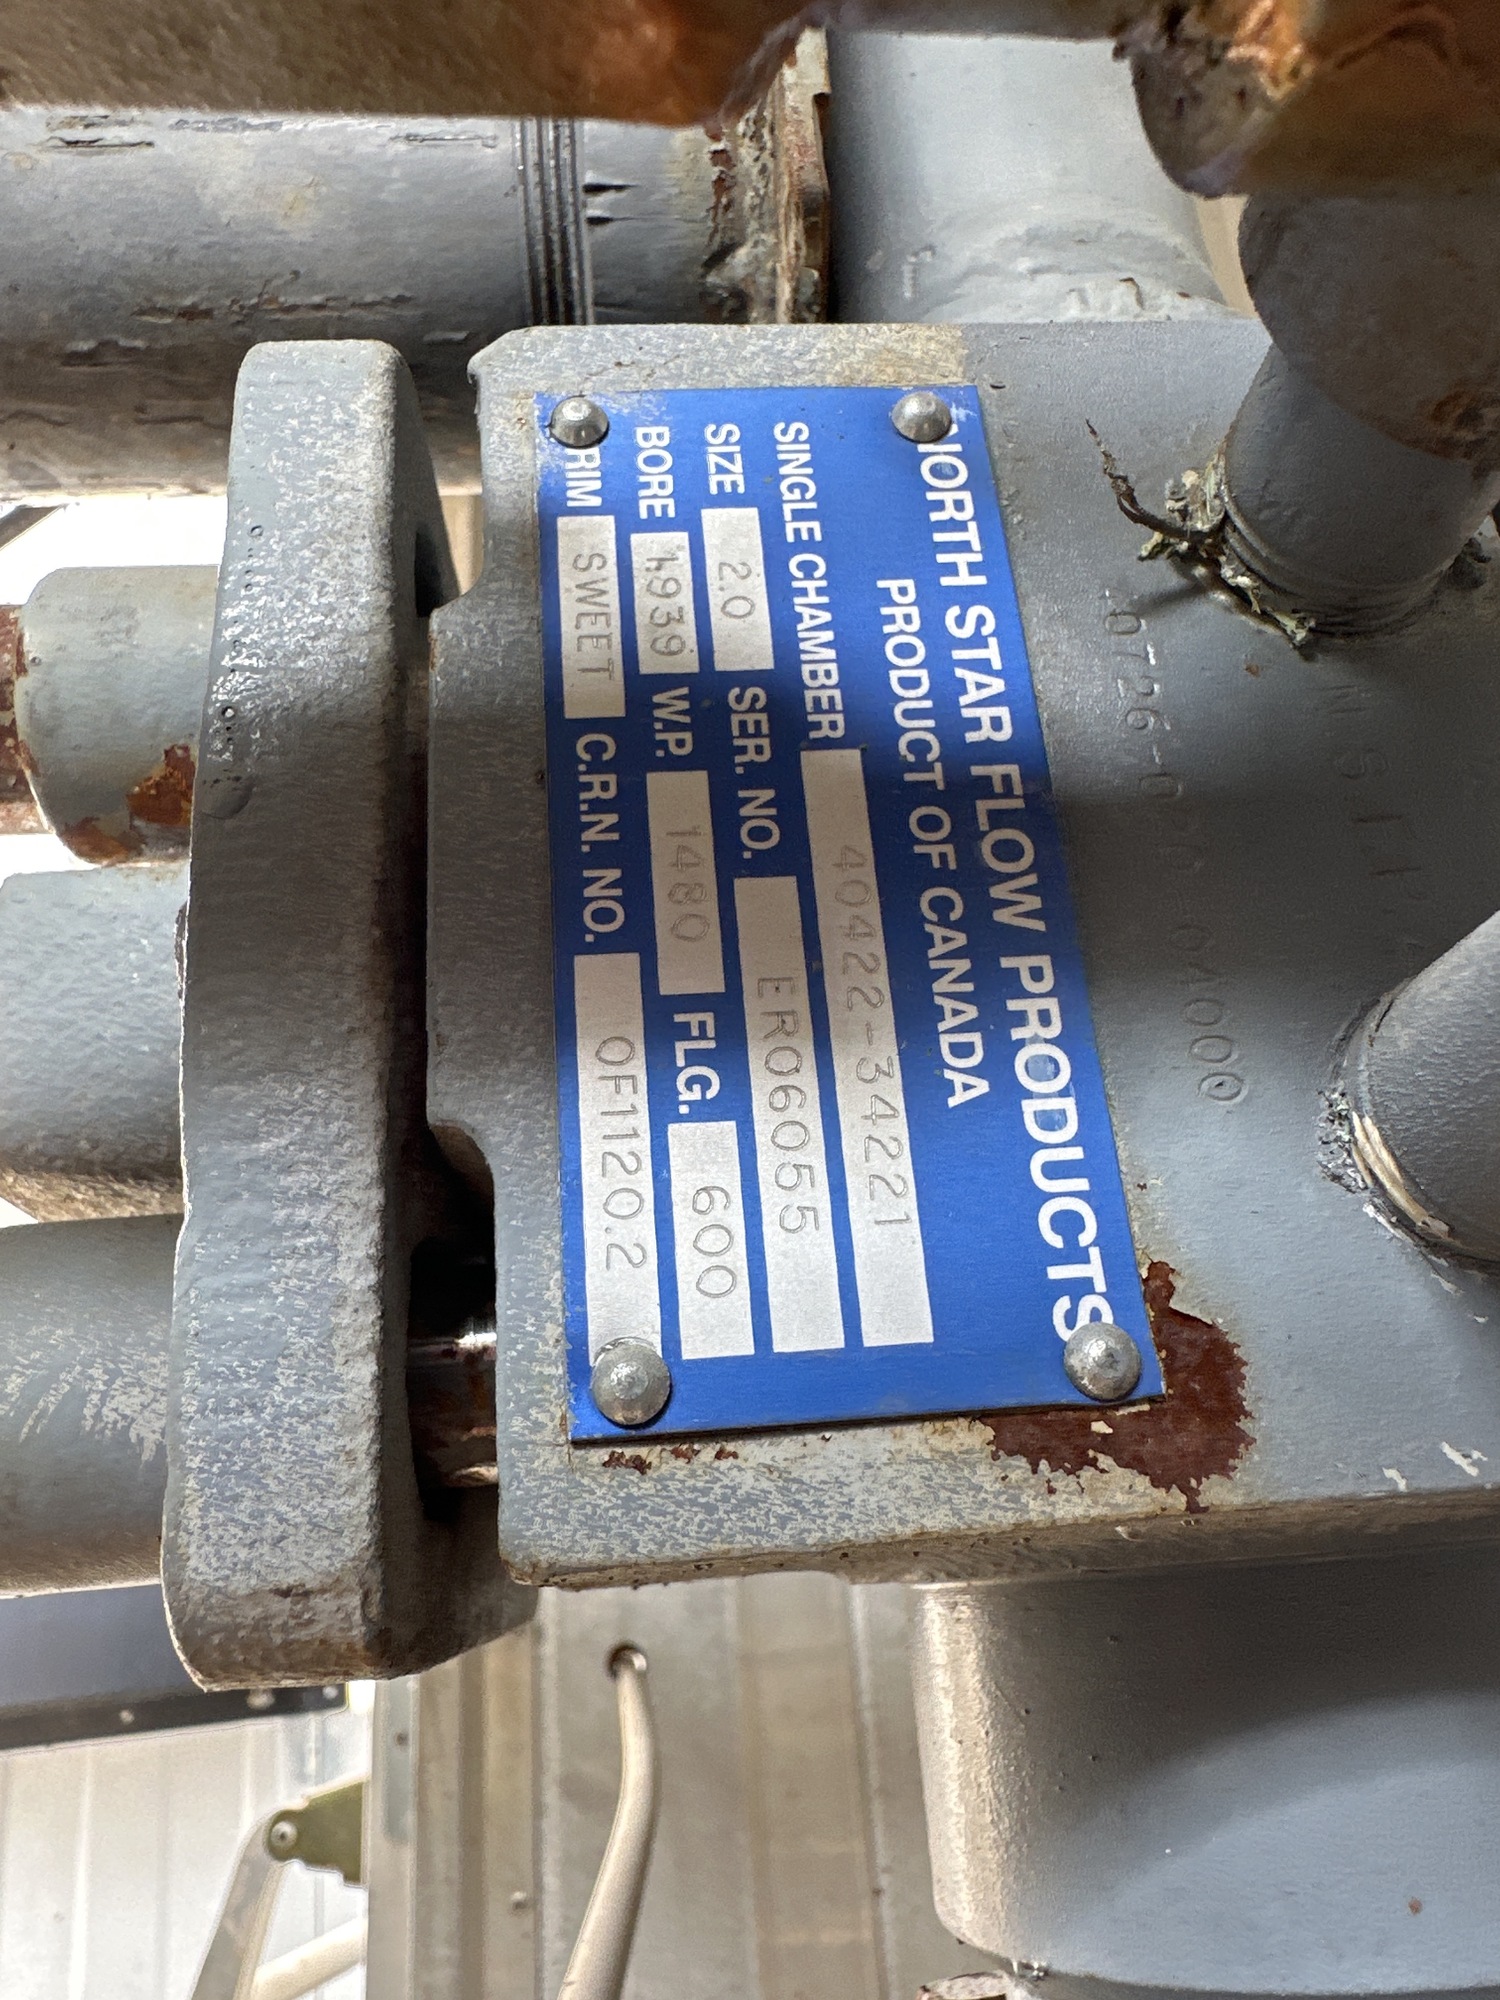 NORTH STAR FLOW PRODUCTS
PRODUCT OF CANADA
SINGLE CHAMBER 40422-34221
SIZE 2.0 SER. NO. ER06055
BORE 1.939 W.P. 1480 FLG. 600
TRIM SWEET C.R.N. NO. 0F1120.2